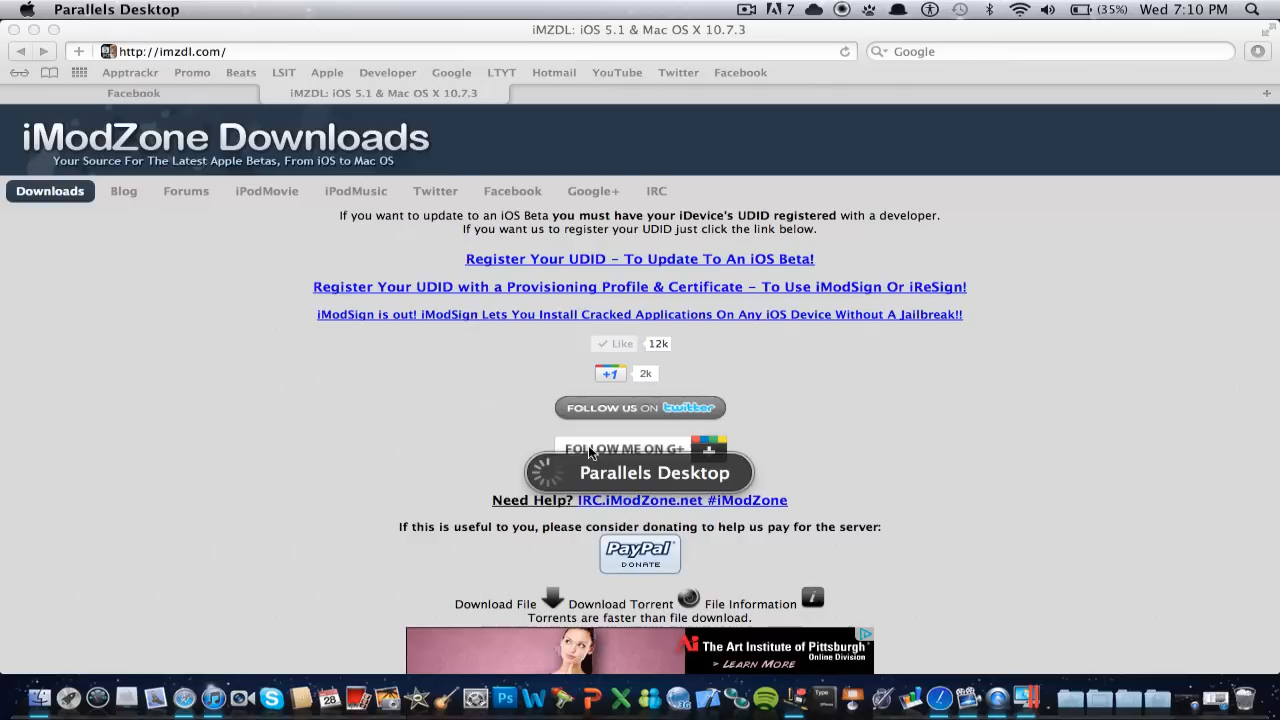 Parallels Desktop
7
(35%)
Wed 7:10 PM
iMZDL: iOS 5.1 & Mac OS X 10.7.3
http://imzdl.com/
Google
Apptrackr Promo Beats LSIT Apple Developer Google LTYT Hotmail YouTube Twitter Facebook
Facebook
iMZDL: iOS 5.1 & Mac OS X 10.7.3
iModZone Downloads
Your Source For The Latest Apple Betas, From iOS to Mac OS
Downloads Blog Forums iPodMovie iPodMusic Twitter Facebook Google+ IRC
If you want to update to an iOS Beta you must have your iDevice's UDID registered with a developer.
If you want us to register your UDID just click the link below.
Register Your UDID – To Update To An iOS Beta!
Register Your UDID with a Provisioning Profile & Certificate – To Use iModSign Or iReSign!
iModSign is out! iModSign Lets You Install Cracked Applications On Any iOS Device Without A Jailbreak!!
Like 12k
+1 2k
FOLLOW US ON twitter
FOLLOW ME ON G+
Parallels Desktop
Need Help? IRC.iModZone.net #iModZone
If this is useful to you, please consider donating to help us pay for the server:
PayPal
DONATE
Download File Download Torrent File Information
Torrents are faster than file download.
Ai The Art Institute of Pittsburgh®
Online Division
> LEARN MORE